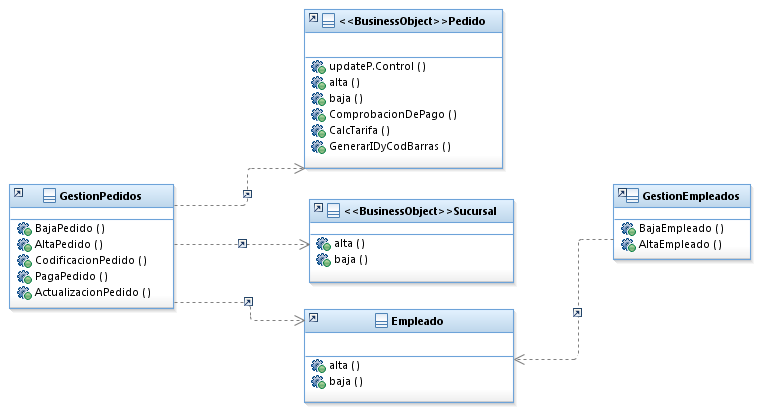 <<BusinessObject>>Pedido
updateP.Control ( )
alta ( )
baja ( )
ComprobacionDePago ( )
CalcTarifa ( )
GenerarIDyCodBarras ( )
GestionPedidos
BajaPedido ( )
AltaPedido ( )
CodificacionPedido ( )
PagaPedido ( )
ActualizacionPedido ( )
<<BusinessObject>>Sucursal
alta ( )
baja ( )
GestionEmpleados
BajaEmpleado ( )
AltaEmpleado ( )
Empleado
alta ( )
baja ( )